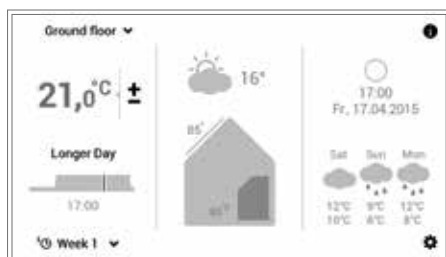 Ground floor
21,0°C ±
Longer Day
17:00
Week 1
16°
85°
17:00
Fr, 17.04.2015
Sat Sun Mon
12°C 9°C 12°C
10°C 6°C 8°C